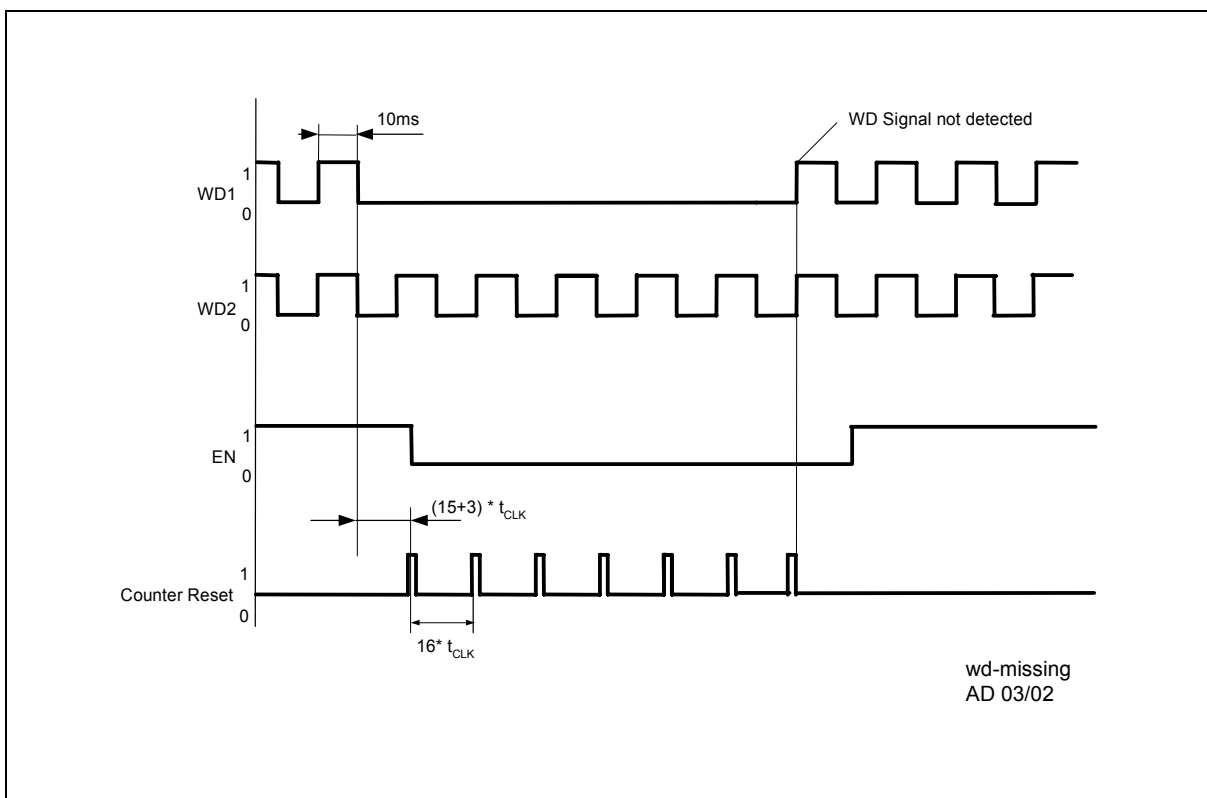 10ms
WD Signal not detected
1
WD1
0
1
WD2
0
1
EN
0
(15+3) * tCLK
1
Counter Reset
0
16* tCLK
wd-missing
AD 03/02